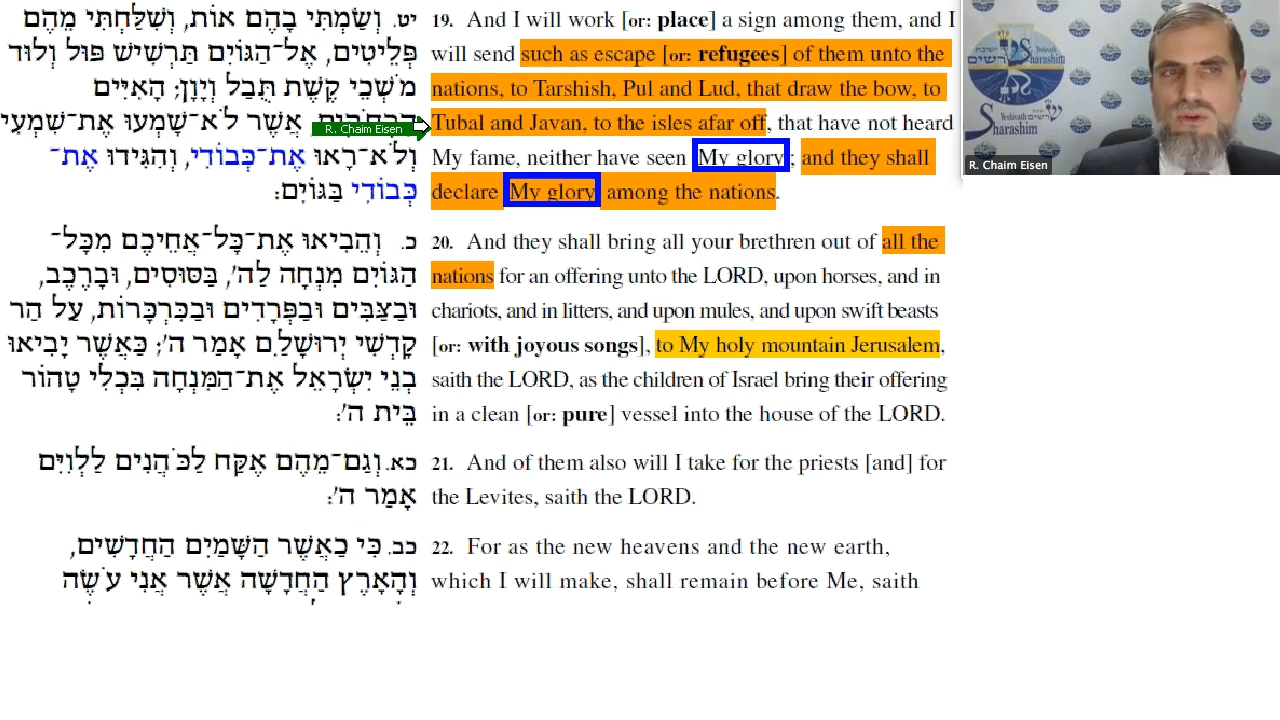 יט. וְשַׂמְתִּי בָהֶם אוֹת, וְשִׁלַּחְתִּי מֵהֶם
פְּלֵיטִים, אֶל־הַגּוֹיִם תַּרְשִׁישׁ פּוּל וְלוּד
מֹשְׁכֵי קֶשֶׁת תֻּבַל וְיָוָן; הָאִיִּים
הָרְחֹקִים, אֲשֶׁר לֹא־שָׁמְעוּ אֶת־שִׁמְעִי
וְלֹא־רָאוּ אֶת־כְּבוֹדִי, וְהִגִּידוּ אֶת־
כְּבוֹדִי בַּגּוֹיִם:
19. And I will work [or: place] a sign among them, and I
will send such as escape [or: refugees] of them unto the
nations, to Tarshish, Pul and Lud, that draw the bow, to
Tubal and Javan, to the isles afar off, that have not heard
My fame, neither have seen My glory; and they shall
declare My glory among the nations.
כ. וְהֵבִיאוּ אֶת־כָּל־אֲחֵיכֶם מִכָּל־
הַגּוֹיִם מִנְחָה לַה', בַּסּוּסִים, וּבָרֶכֶב,
וּבַצַּבִּים וּבַפְּרָדִים וּבַכִּרְכָּרוֹת, עַל הַר
קָדְשִׁי יְרוּשָׁלִַם אָמַר ה'; כַּאֲשֶׁר יָבִיאוּ
בְנֵי יִשְׂרָאֵל אֶת־הַמִּנְחָה בִּכְלִי טָהוֹר
בֵּית ה':
20. And they shall bring all your brethren out of all the
nations for an offering unto the LORD, upon horses, and in
chariots, and in litters, and upon mules, and upon swift beasts
[or: with joyous songs], to My holy mountain Jerusalem,
saith the LORD, as the children of Israel bring their offering
in a clean [or: pure] vessel into the house of the LORD.
כא. וְגַם־מֵהֶם אֶקַּח לַכֹּהֲנִים לַלְוִיִּם
אָמַר ה':
21. And of them also will I take for the priests [and] for
the Levites, saith the LORD.
כב. כִּי כַאֲשֶׁר הַשָּׁמַיִם הַחֲדָשִׁים,
וְהָאָרֶץ הַחֲדָשָׁה אֲשֶׁר אֲנִי עֹשֶׂה
22. For as the new heavens and the new earth,
which I will make, shall remain before Me, saith
R. Chaim Eisen
Yeshivath
Sharashim
R. Chaim Eisen